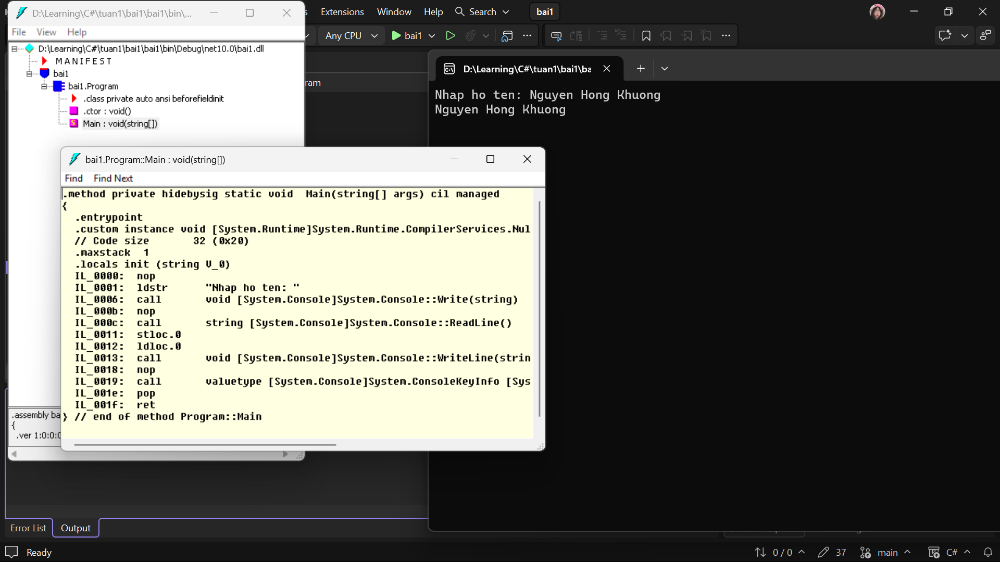 D:\Learning\C#\tuan1\bai1\bai1\bin\...
File View Help
D:\Learning\C#\tuan1\bai1\bai1\bin\Debug\net10.0\bai1.dll
MANIFEST
bai1
bai1.Program
.class private auto ansi beforefieldinit
.ctor : void()
Main : void(string[])
.assembly ba
{
.ver 1:0:0:0
Extensions Window Help Search bai1
Any CPU bai1
ram
D:\Learning\C#\tuan1\bai1\ba
Nhap ho ten: Nguyen Hong Khuong
Nguyen Hong Khuong
bai1.Program::Main : void(string[])
Find Find Next
.method private hidebysig static void  Main(string[] args) cil managed
{
  .entrypoint
  .custom instance void [System.Runtime]System.Runtime.CompilerServices.Nul
  // Code size       32 (0x20)
  .maxstack  1
  .locals init (string V_0)
  IL_0000:  nop
  IL_0001:  ldstr      "Nhap ho ten: "
  IL_0006:  call       void [System.Console]System.Console::Write(string)
  IL_000b:  nop
  IL_000c:  call       string [System.Console]System.Console::ReadLine()
  IL_0011:  stloc.0
  IL_0012:  ldloc.0
  IL_0013:  call       void [System.Console]System.Console::WriteLine(strin
  IL_0018:  nop
  IL_0019:  call       valuetype [System.Console]System.ConsoleKeyInfo [Sys
  IL_001e:  pop
  IL_001f:  ret
} // end of method Program::Main
Error List Output
Ready
0 / 0 37 main C#